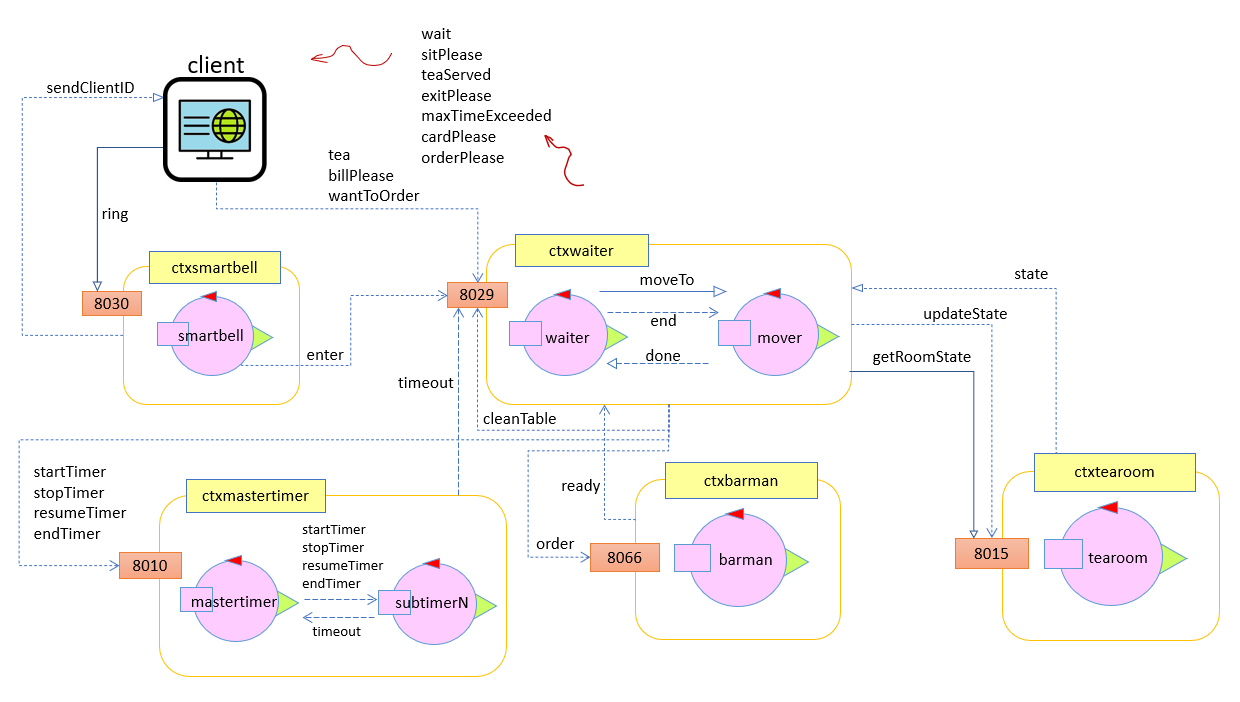 wait
sitPlease
teaServed
exitPlease
maxTimeExceeded
cardPlease
orderPlease
client
sendClientID
tea
billPlease
wantToOrder
ring
ctxsmartbell
8030
smartbell
enter
ctxwaiter
8029
moveTo
waiter
end
mover
done
state
updateState
getRoomState
timeout
cleanTable
startTimer
stopTimer
resumeTimer
endTimer
ctxmastertimer
8010
mastertimer
startTimer
stopTimer
resumeTimer
endTimer
subtimerN
timeout
ready
order
ctxbarman
8066
barman
ctxtearoom
8015
tearoom